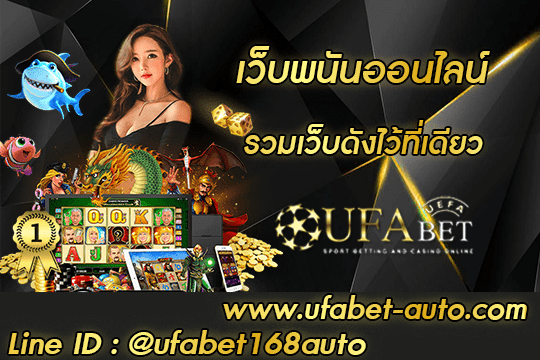 เว็บพนันออนไลน์
รวมเว็บดังไว้ที่เดียว
UFABET
UEFA
SPORT BETTING AND CASINO ONLINE
1
www.ufabet-auto.com
Line ID : @ufabet168auto